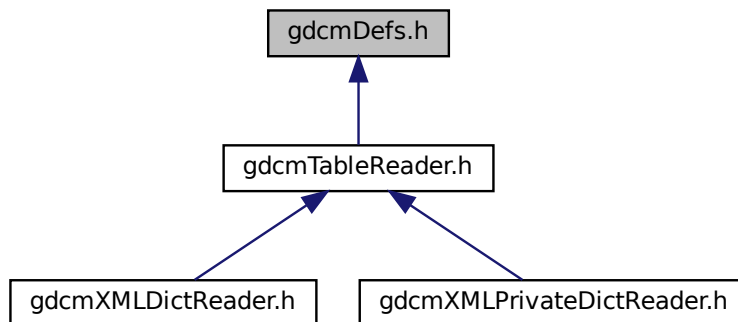 gdcmDefs.h
gdcmTableReader.h
gdcmXMLDictReader.h
gdcmXMLPrivateDictReader.h